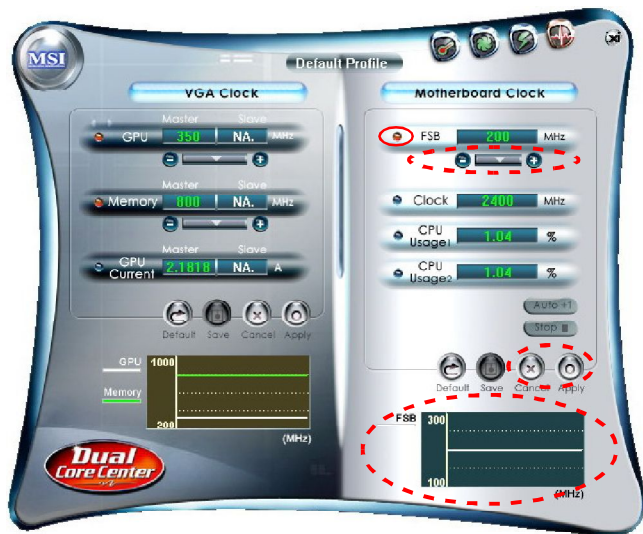 MSI
Default Profile
VGA Clock
Master Slave
GPU 350 NA. MHz
Master Slave
Memory 800 NA. MHz
Master Slave
GPU Current 2.1818 NA. A
Default Save Cancel Apply
GPU
Memory
1000
200
(MHz)
Dual
Core Center
Motherboard Clock
FSB 200 MHz
Clock 2400 MHz
CPU Usage1 1.04 %
CPU Usage2 1.04 %
Auto +1
Stop
Default Save Cancel Apply
FSB
300
100
(MHz)